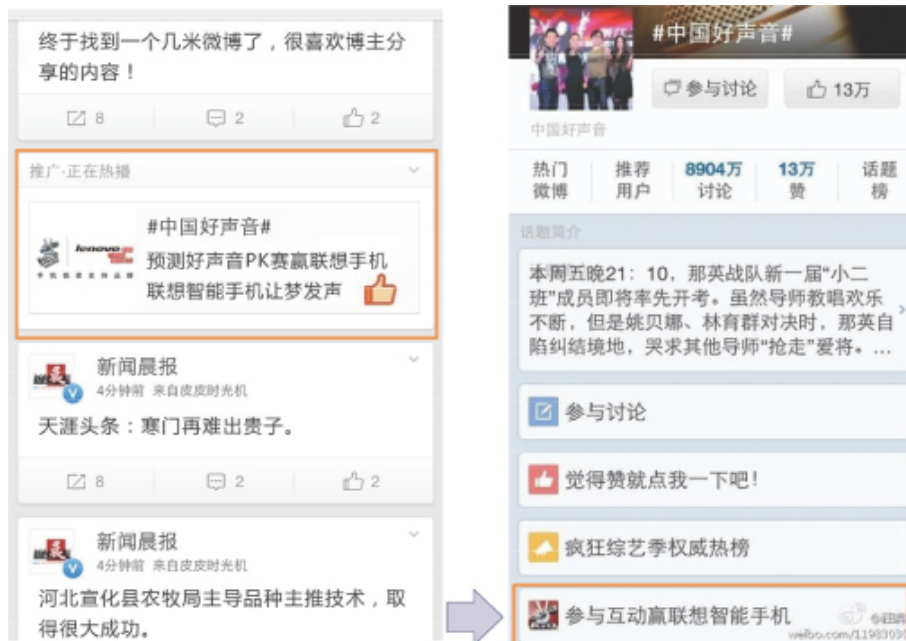 终于找到一个几米微博了，很喜欢博主分
享的内容！
8 2 2
推广·正在热播
#中国好声音#
lenovo
预测好声音PK赛赢联想手机
联想智能手机让梦发声
新闻晨报
4分钟前 来自皮皮时光机
天涯头条：寒门再难出贵子。
8 2 2
新闻晨报
4分钟前 来自皮皮时光机
河北宣化县农牧局主导品种主推技术，取
得很大成功。
#中国好声音#
参与讨论 13万
中国好声音
热门 推荐 8904万 13万 话题
微博 用户 讨论 赞 榜
话题简介
本周五晚21：10，那英战队新一届“小二
班”成员即将率先开考。虽然导师教唱欢乐
不断，但是姚贝娜、林育群对决时，那英自
陷纠结境地，哭求其他导师“抢走”爱将。...
参与讨论
觉得赞就点我一下吧！
疯狂综艺季权威热榜
参与互动赢联想智能手机